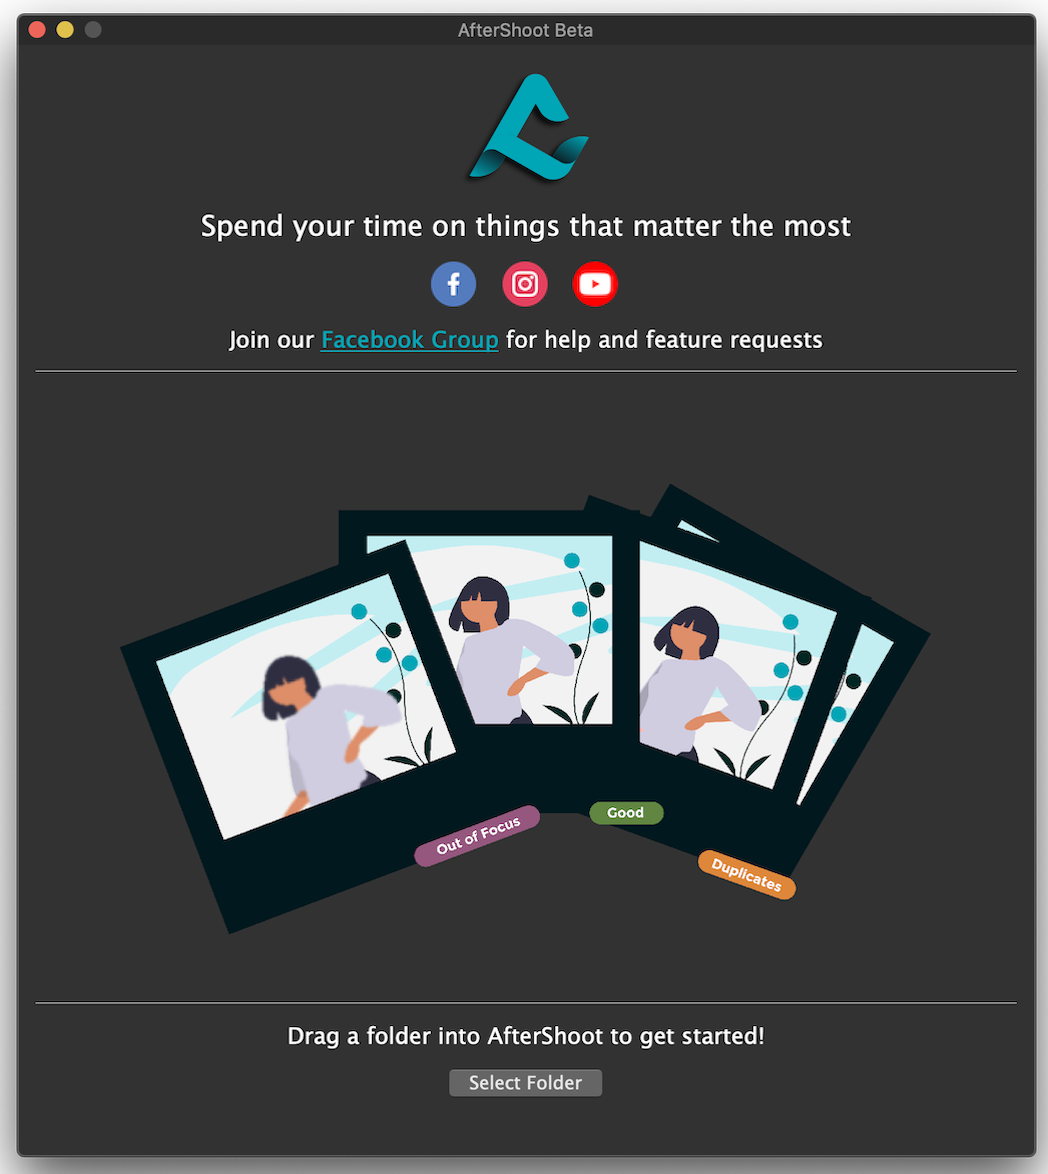 AfterShoot Beta
Spend your time on things that matter the most
Join our Facebook Group for help and feature requests
Out of Focus
Good
Duplicates
Drag a folder into AfterShoot to get started!
Select Folder